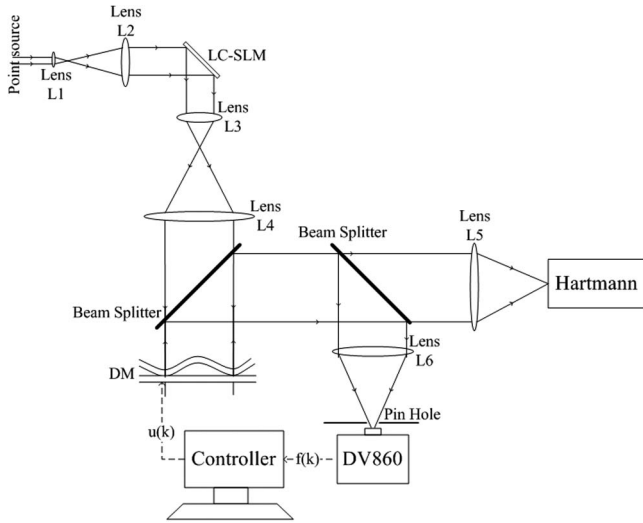 Point source
Lens
L1
Lens
L2
LC-SLM
Lens
L3
Lens
L4
Beam Splitter
Beam Splitter
Lens
L5
Hartmann
Lens
L6
DM
Pin Hole
u(k)
Controller
f(k)
DV860